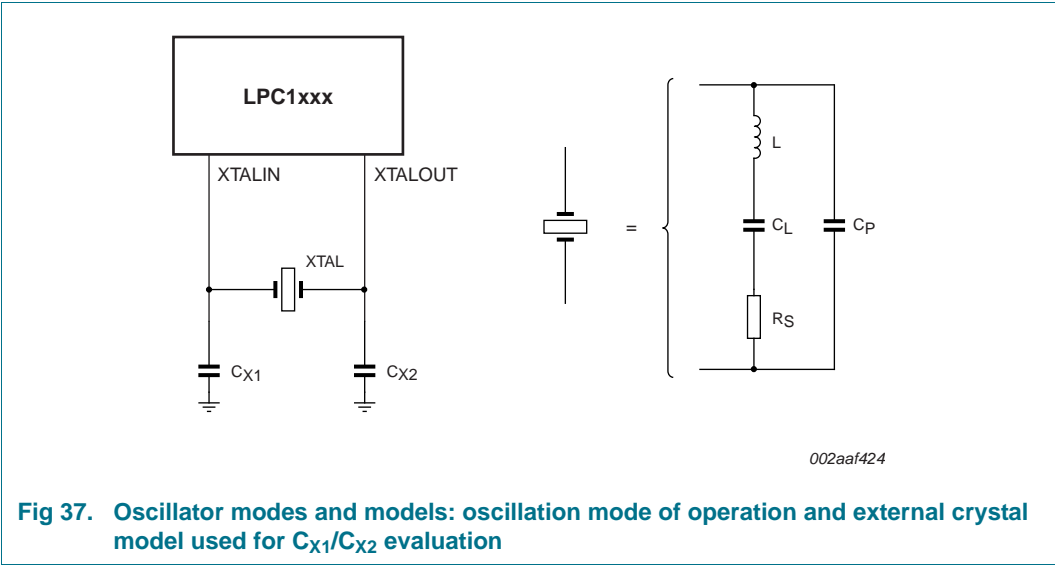 LPC1xxx
XTALIN
XTALOUT
XTAL
CX1
CX2
=
L
CL
CP
RS
002aaf424
Fig 37. Oscillator modes and models: oscillation mode of operation and external crystal
model used for CX1/CX2 evaluation